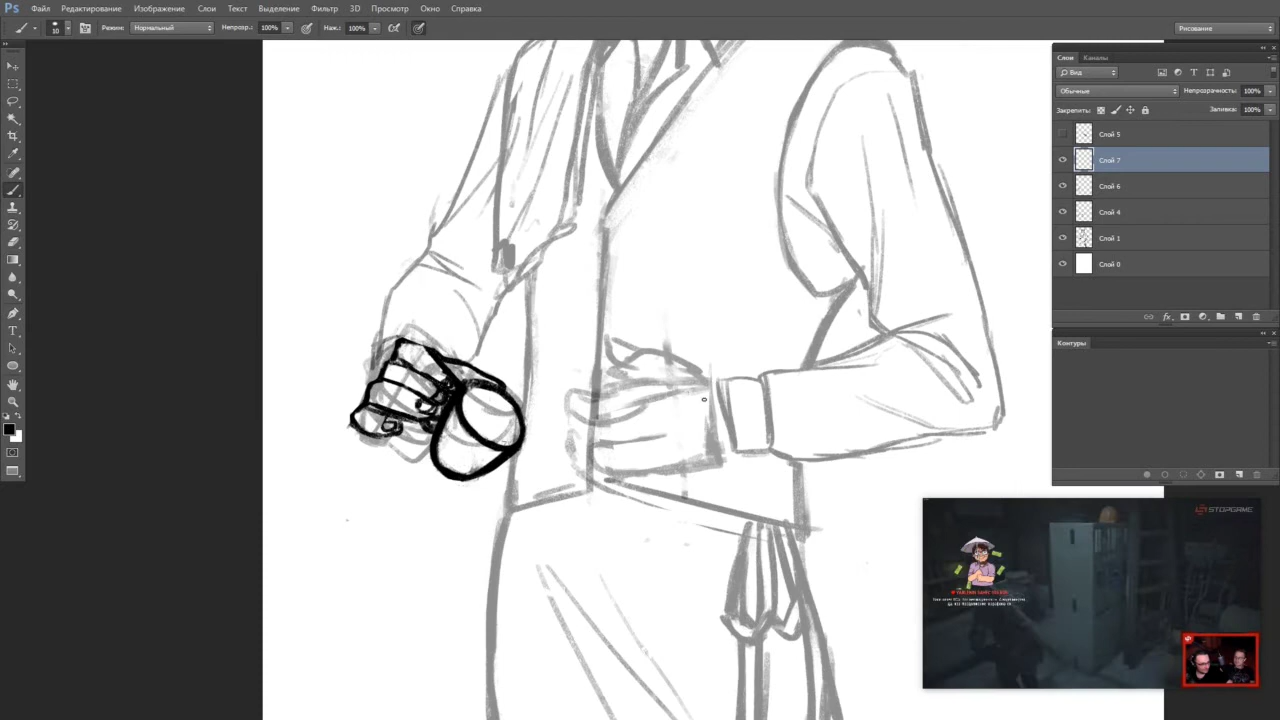 Ps Файл Редактирование Изображение Слои Текст Выделение Фильтр 3D Просмотр Окно Справка
10 Режим: Нормальный Непрозр.: 100% Наж.: 100% Рисование
Слои Каналы
Вид
Обычные Непрозрачность: 100%
Закрепить: Заливка: 100%
Слой 5
Слой 7
Слой 6
Слой 4
Слой 1
Слой 0
Контуры
STOPGAME